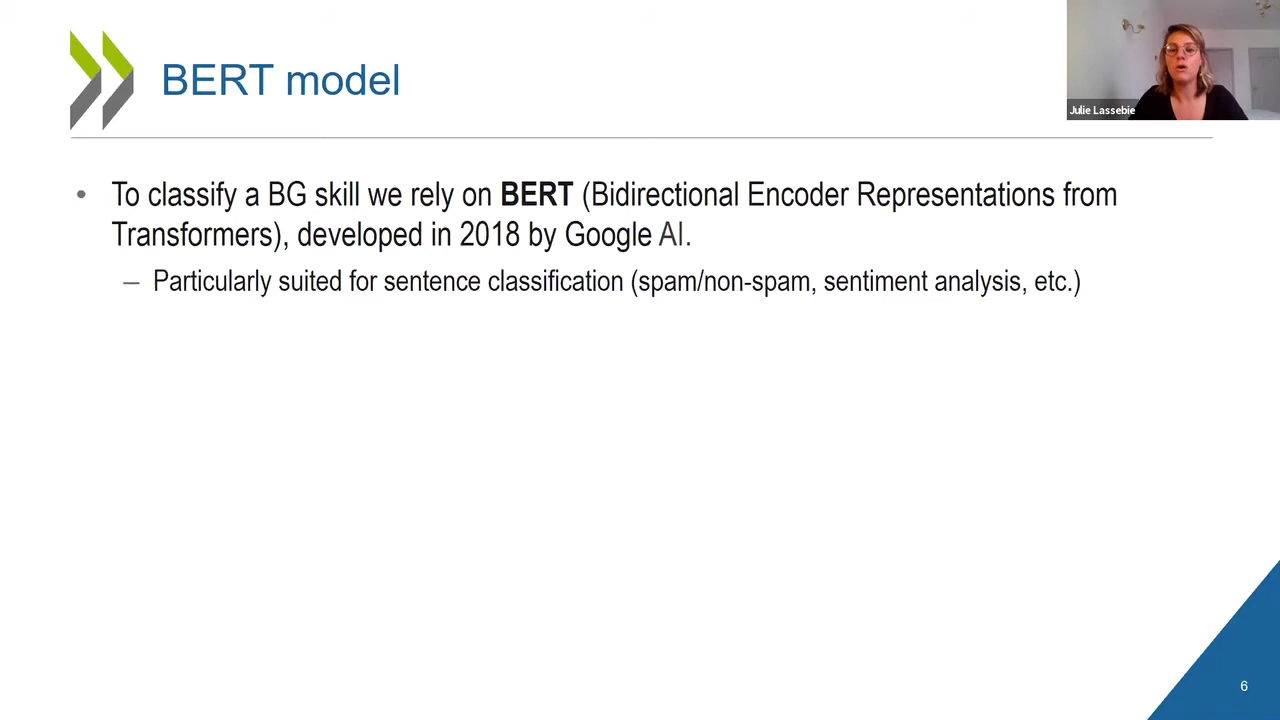 BERT model
Julie Lassebie
• To classify a BG skill we rely on BERT (Bidirectional Encoder Representations from
Transformers), developed in 2018 by Google AI.
– Particularly suited for sentence classification (spam/non-spam, sentiment analysis, etc.)
6